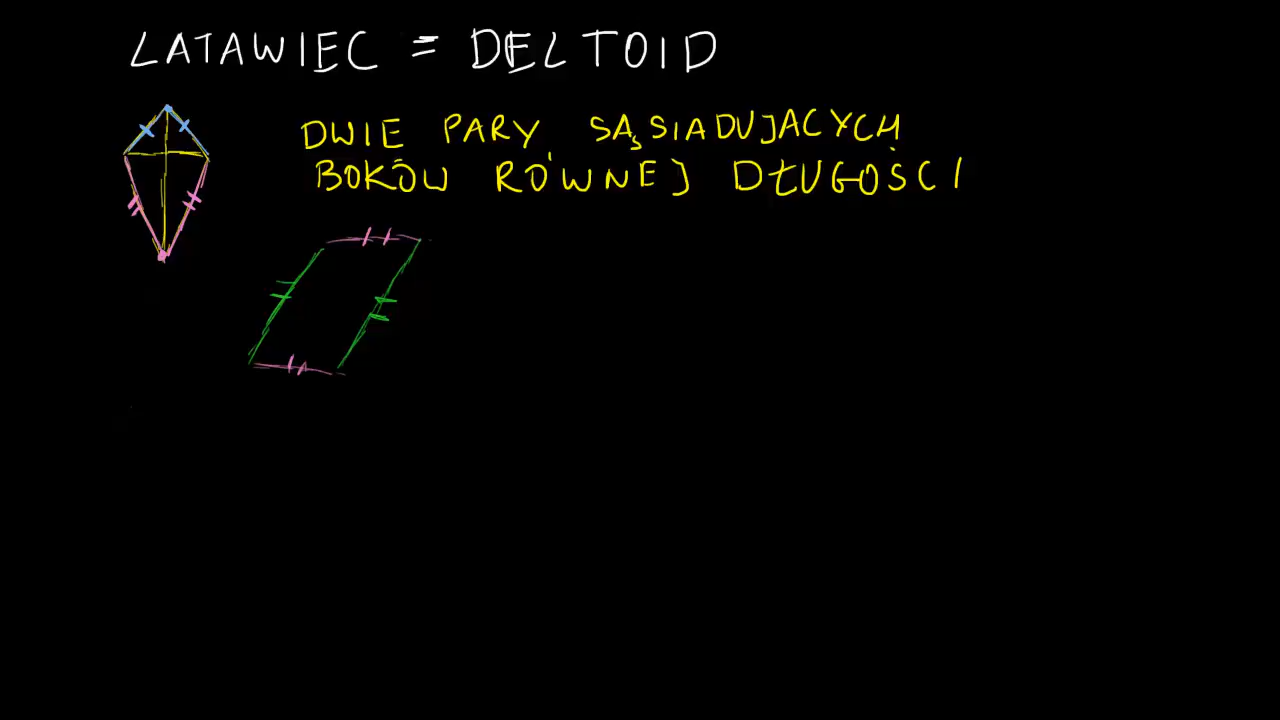 LATAWIEC = DELTOID
DWIE PARY SĄSIADUJĄCYCH
BOKÓW RÓWNEJ DŁUGOŚCI